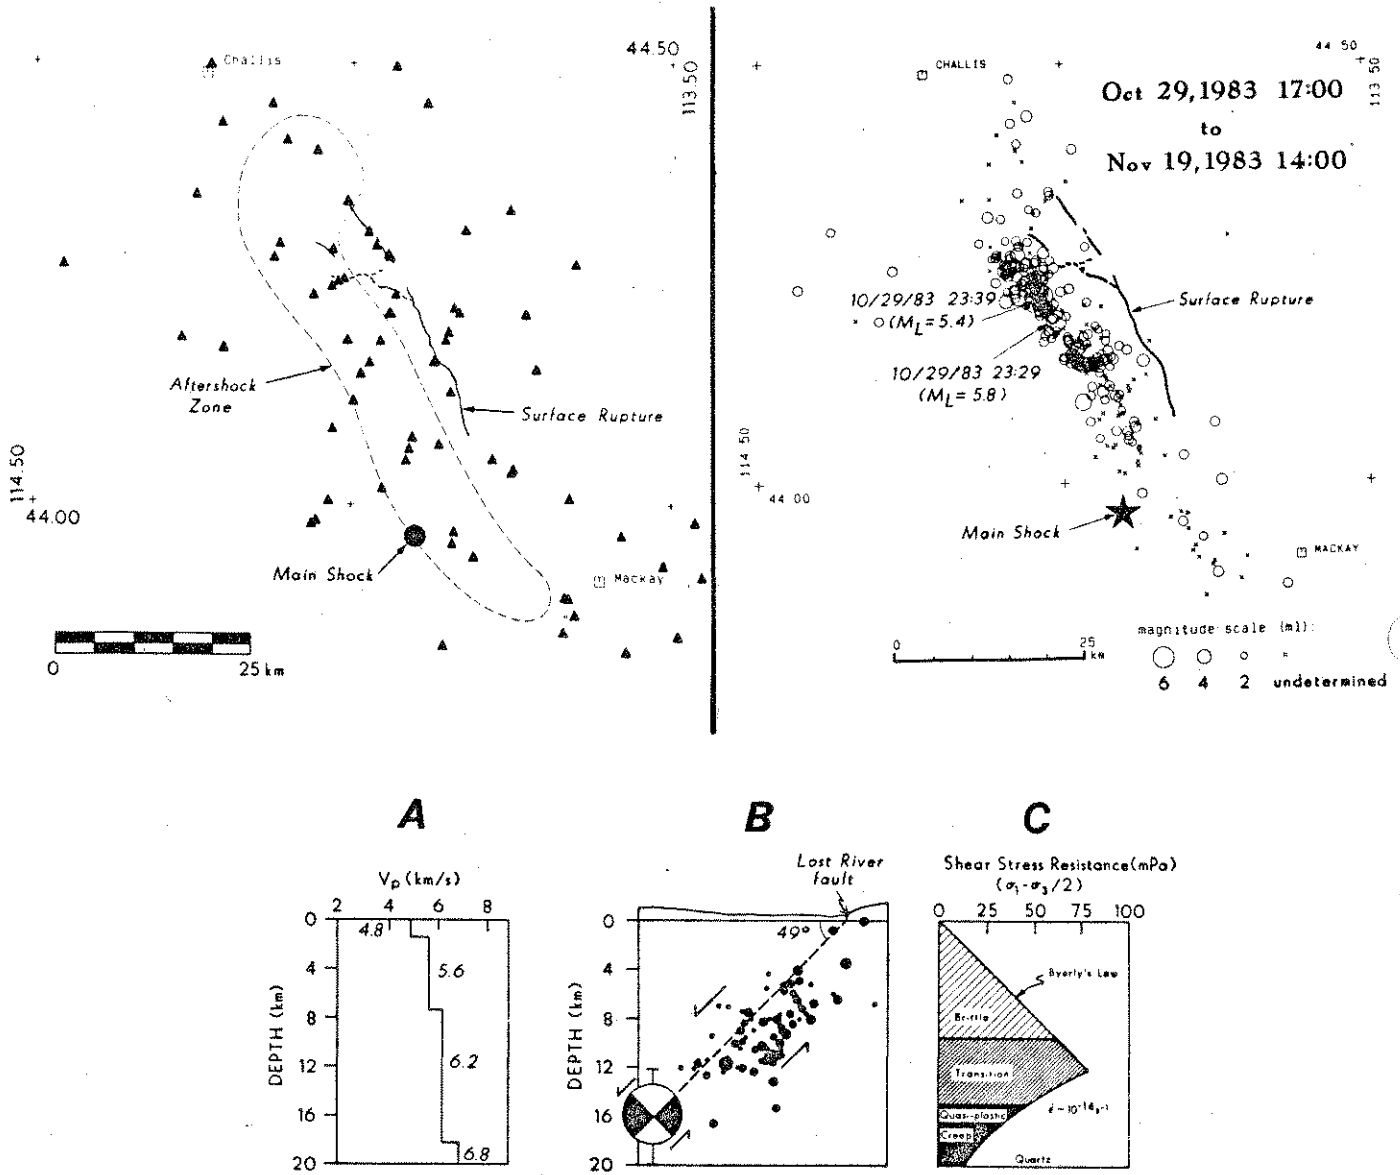 Challis
44.50
113.50
Aftershock
Zone
Surface Rupture
114.50
44.00
Main Shock
Mackay
0 25 km
CHALLIS
44 50
113 50
Oct 29,1983 17:00
to
Nov 19,1983 14:00
10/29/83 23:39
(ML=5.4)
Surface Rupture
10/29/83 23:29
(ML=5.8)
114 50
44 00
Main Shock
MACKAY
0 25
km
magnitude scale (ml):
6 4 2 undetermined
A
Vp (km/s)
2 4 6 8
0
4
8
12
16
20
DEPTH (km)
4.8
5.6
6.2
6.8
B
Lost River
fault
49°
0
4
8
12
16
20
DEPTH (km)
C
Shear Stress Resistance(mPa)
(σ1-σ3/2)
0 25 50 75 100
Byerly's Law
Brittle
Transition
Quasi-plastic
Creep
ė~10-14s-1
Quartz